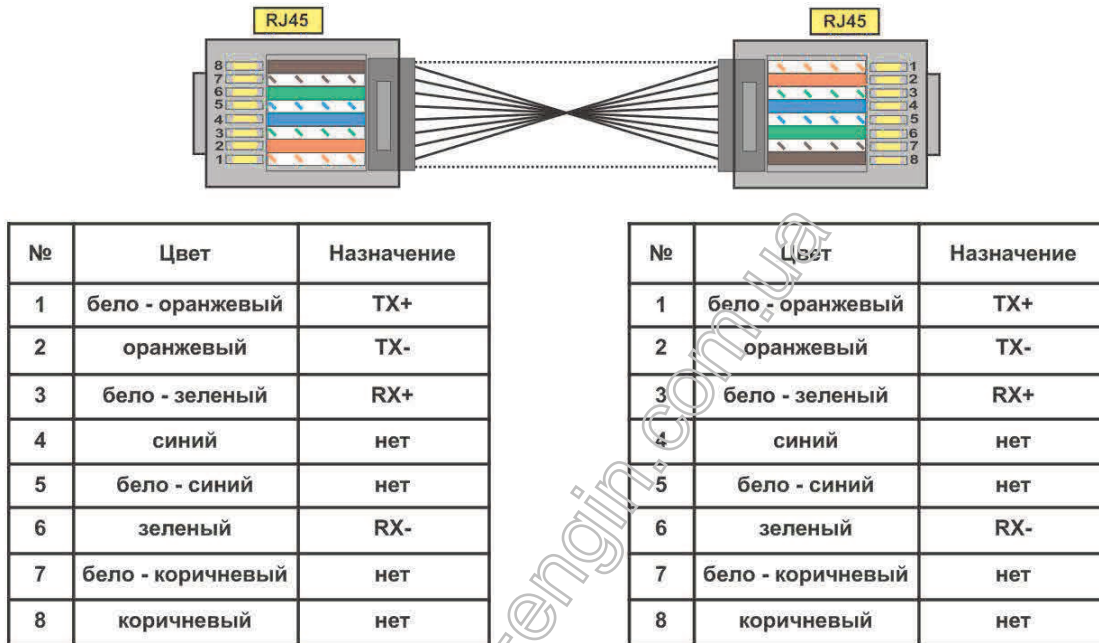 RJ45 RJ45
8 1
7 2
6 3
5 4
4 5
3 6
2 7
1 8
№ Цвет Назначение № Цвет Назначение
1 бело - оранжевый TX+ 1 бело - оранжевый TX+
2 оранжевый TX- 2 оранжевый TX-
3 бело - зеленый RX+ 3 бело - зеленый RX+
4 синий нет 4 синий нет
5 бело - синий нет 5 бело - синий нет
6 зеленый RX- 6 зеленый RX-
7 бело - коричневый нет 7 бело - коричневый нет
8 коричневый нет 8 коричневый нет